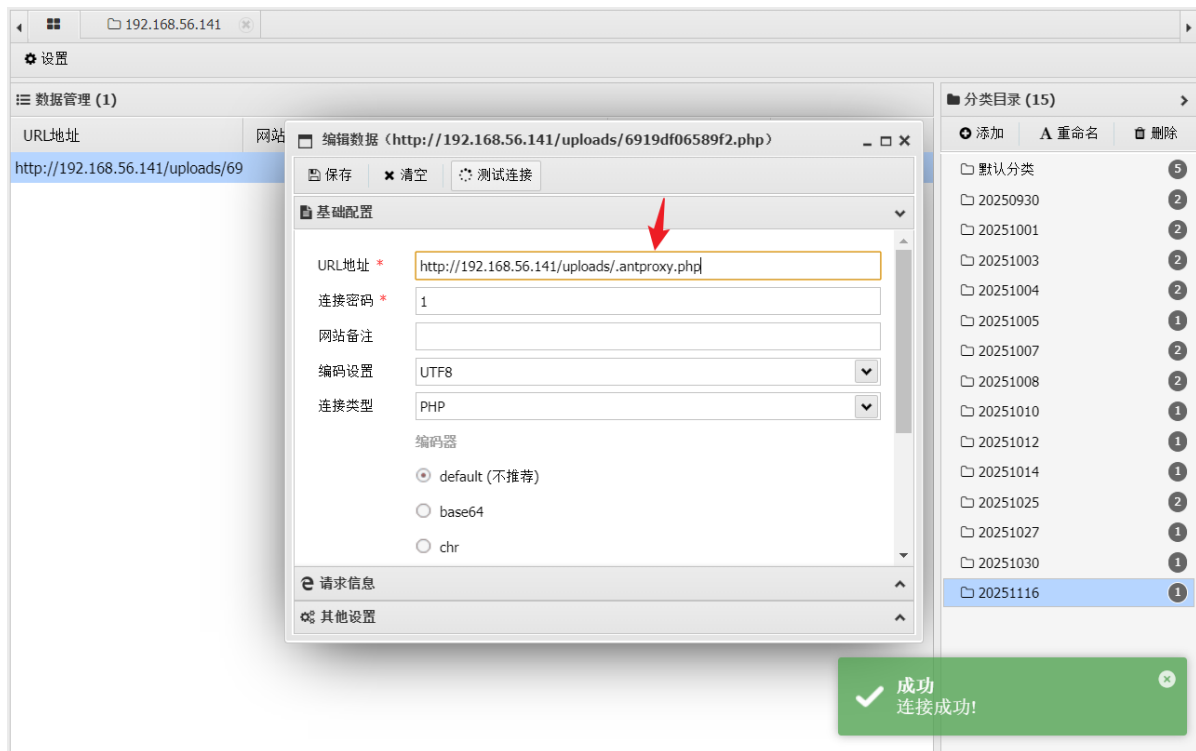 192.168.56.141
设置
数据管理 (1)
URL地址
网站
http://192.168.56.141/uploads/69
编辑数据（http://192.168.56.141/uploads/6919df06589f2.php）
保存 清空 测试连接
基础配置
URL地址 * http://192.168.56.141/uploads/.antproxy.php
连接密码 * 1
网站备注
编码设置 UTF8
连接类型 PHP
编码器
default (不推荐)
base64
chr
请求信息
其他设置
分类目录 (15)
添加 A 重命名 删除
默认分类 5
20250930 2
20251001 2
20251003 2
20251004 2
20251005 1
20251007 2
20251008 2
20251010 1
20251012 1
20251014 1
20251025 2
20251027 1
20251030 1
20251116 1
成功
连接成功!